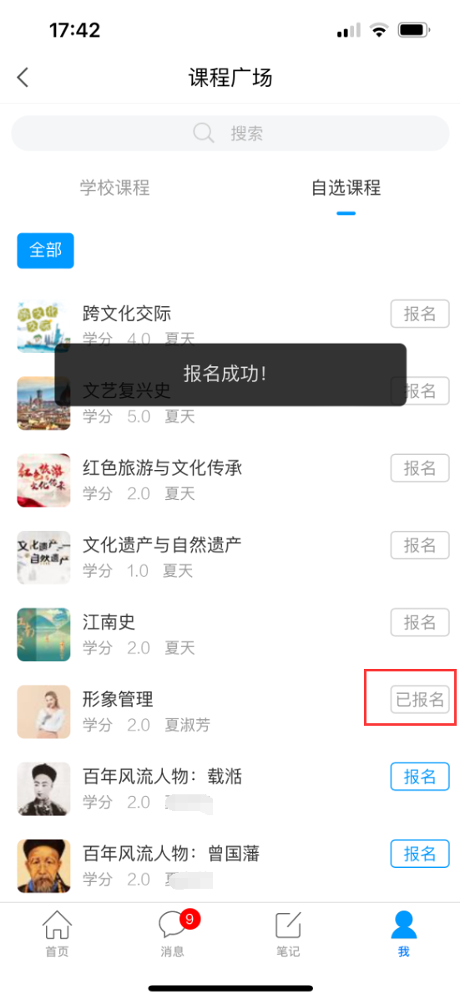 17:42
课程广场
搜索
学校课程
自选课程
全部
跨文化交际
报名
学分 4.0 夏天
报名成功!
文艺复兴史
报名
学分 5.0 夏天
红色旅游与文化传承
报名
学分 2.0 夏天
文化遗产与自然遗产
报名
学分 1.0 夏天
江南史
报名
学分 2.0 夏天
形象管理
已报名
学分 2.0 夏淑芳
百年风流人物：载湉
报名
学分 2.0
百年风流人物：曾国藩
报名
学分 2.0
9
首页
消息
笔记
我